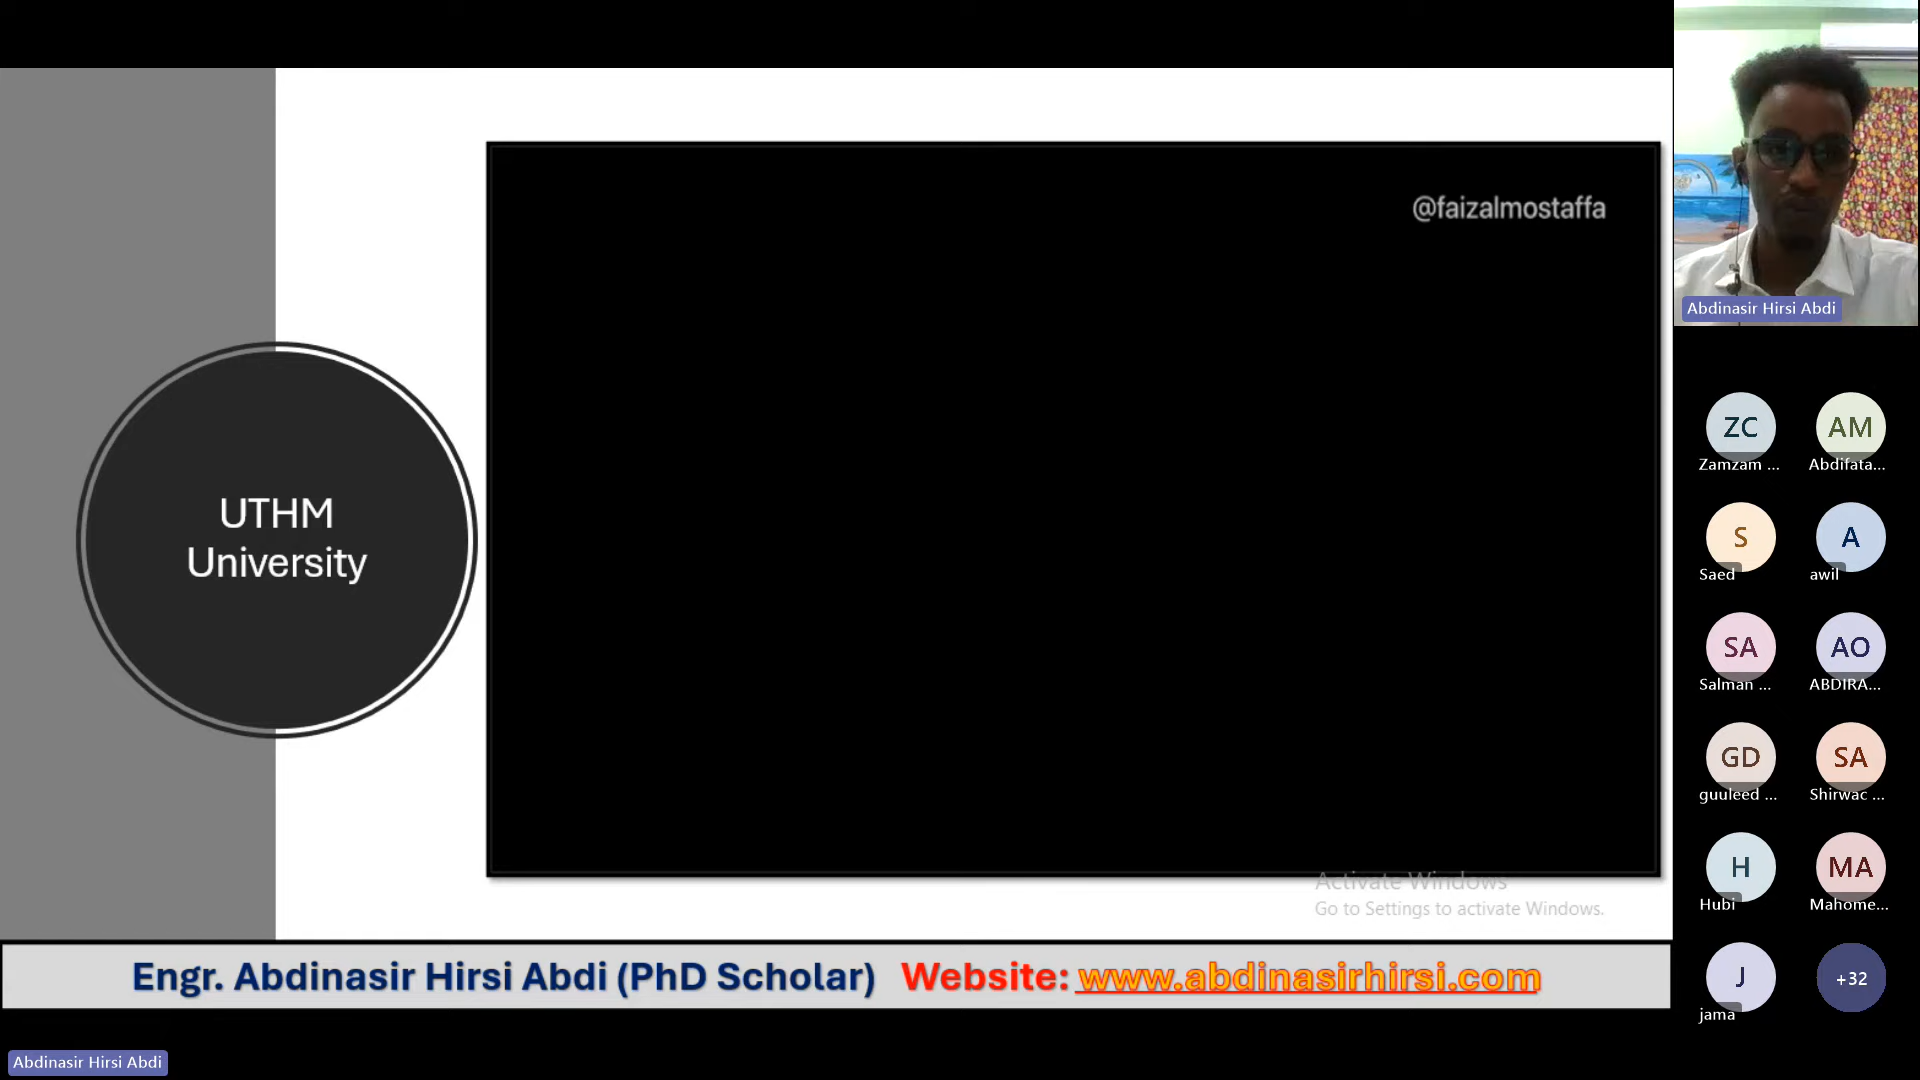 @faizalmostaffa
UTHM
University
Activate Windows
Go to Settings to activate Windows.
Engr. Abdinasir Hirsi Abdi (PhD Scholar) Website: www.abdinasirhirsi.com
Abdinasir Hirsi Abdi
Abdinasir Hirsi Abdi
ZC AM
Zamzam ... Abdifata...
S A
Saed awil
SA AO
Salman ... ABDIRA...
GD SA
guuleed ... Shirwac ...
H MA
Hubi Mahome...
J +32
jama